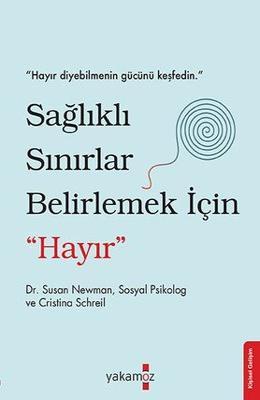 “Hayır diyebilmenin gücünü keşfedin.”
Sağlıklı
Sınırlar
Belirlemek İçin
“Hayır”
Dr. Susan Newman, Sosyal Psikolog
ve Cristina Schreil
yakamoz
Kişisel Gelişim